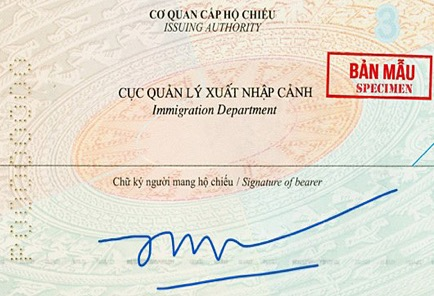 CƠ QUAN CẤP HỘ CHIẾU
ISSUING AUTHORITY
3
BẢN MẪU
SPECIMEN
CỤC QUẢN LÝ XUẤT NHẬP CẢNH
Immigration Department
Chữ ký người mang hộ chiếu / Signature of bearer